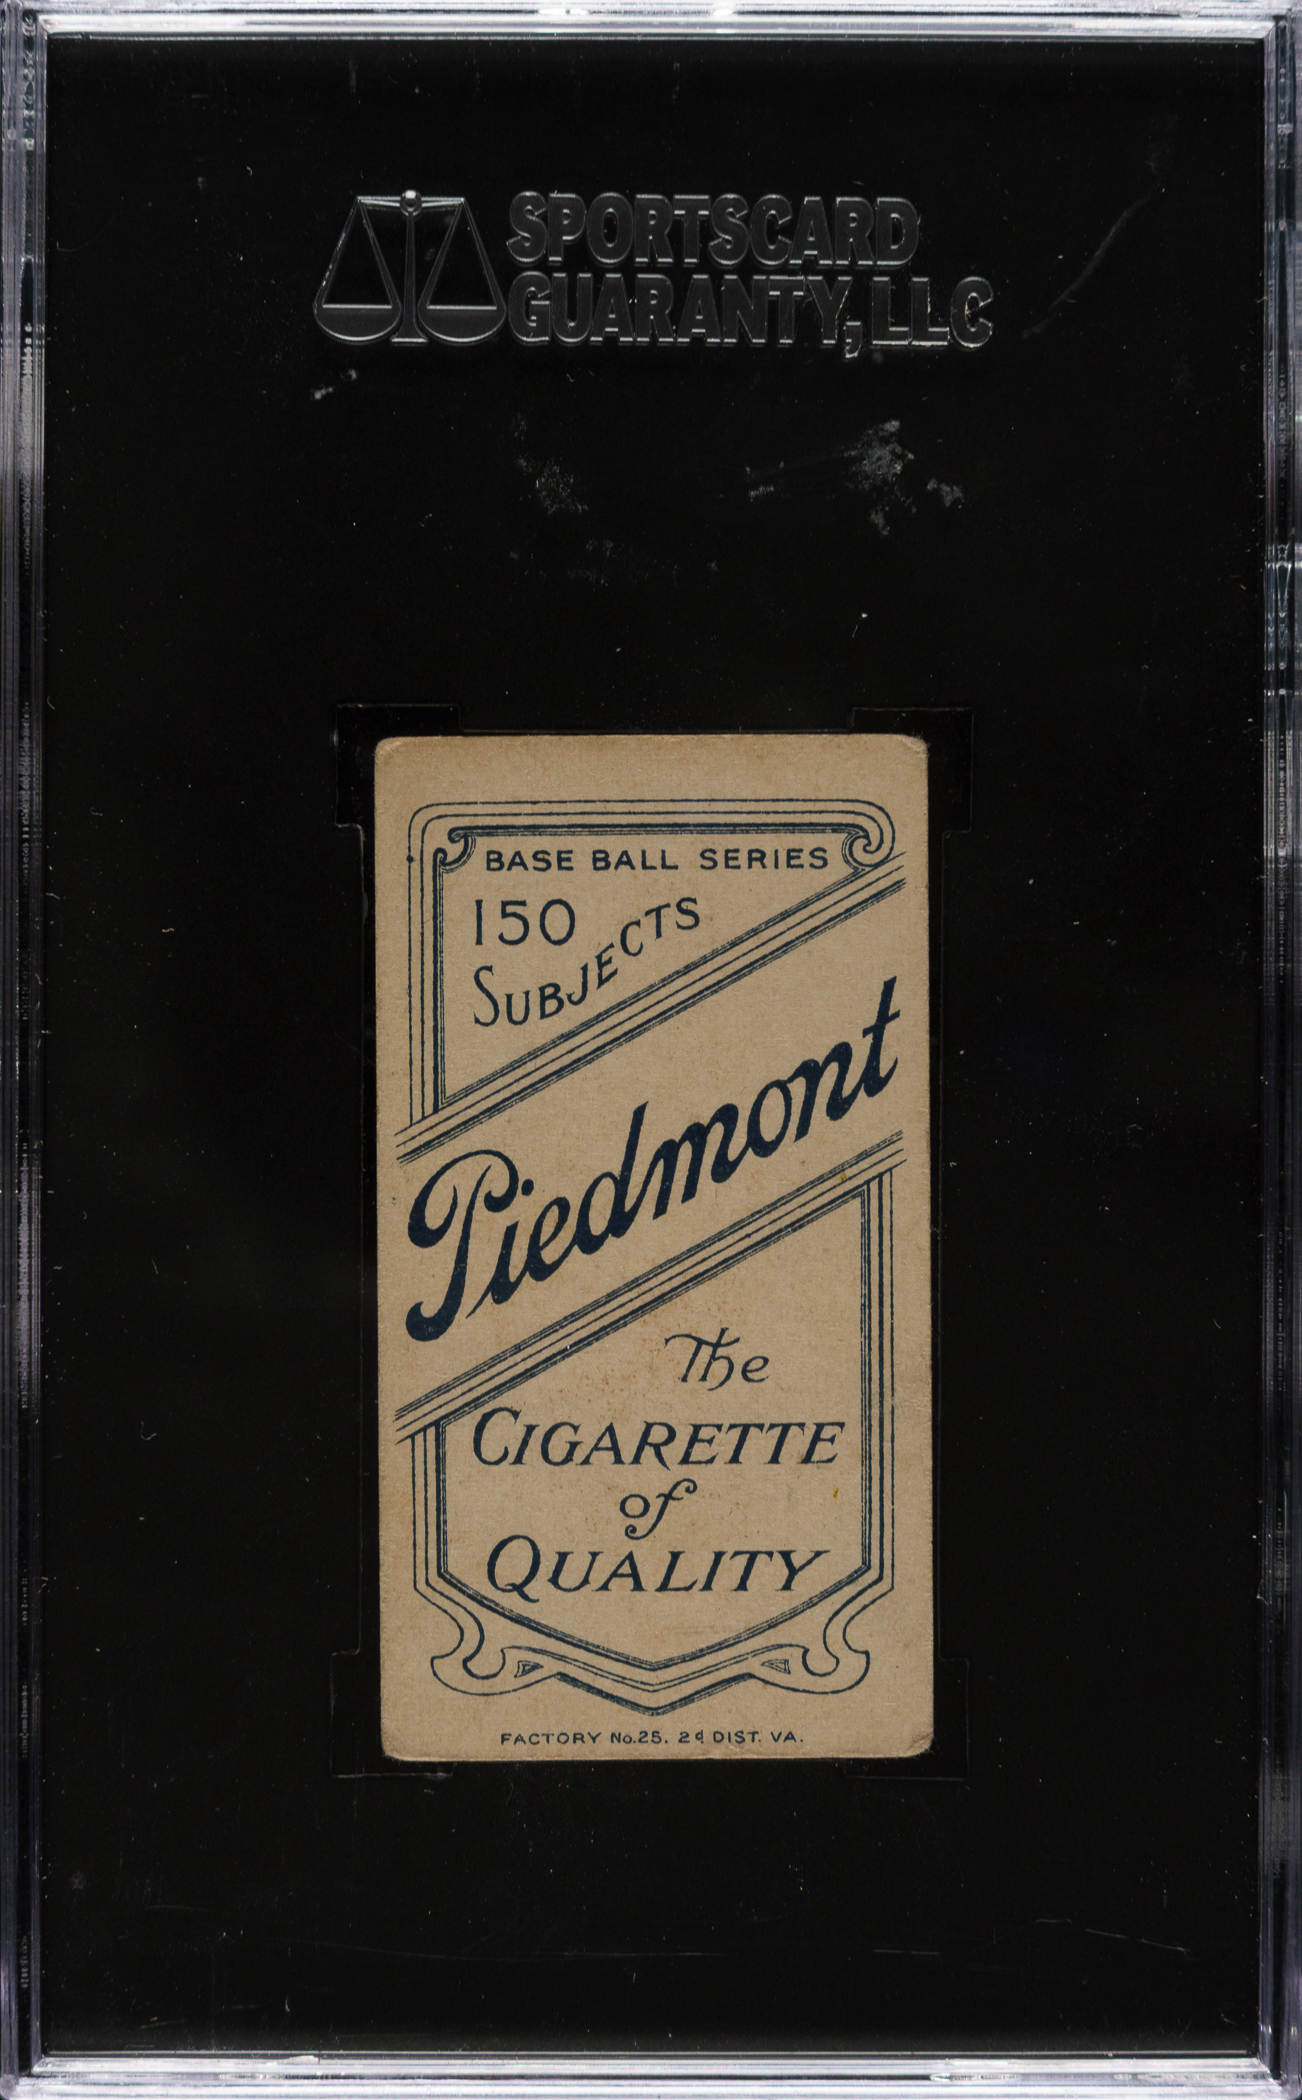 SPORTSCARD
GUARANTY, LLC
BASE BALL SERIES
150
SUBJECTS
Piedmont
The
CIGARETTE
of
QUALITY
FACTORY No.25. 2d DIST. VA.